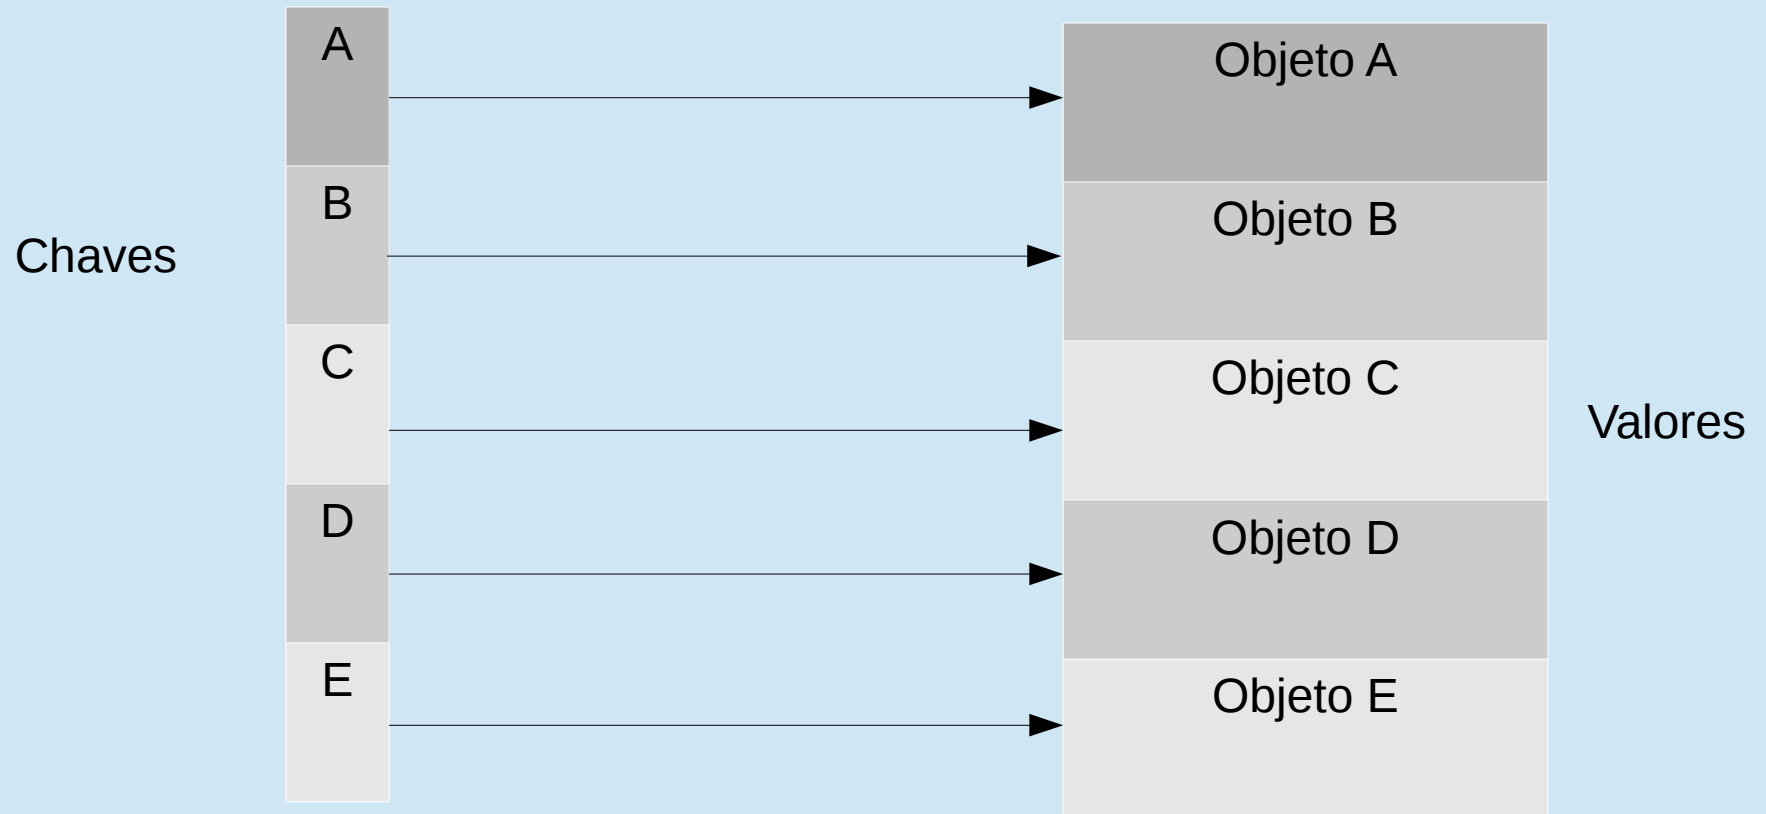 A
Objeto A
B
Objeto B
Chaves
C
Objeto C
Valores
D
Objeto D
E
Objeto E